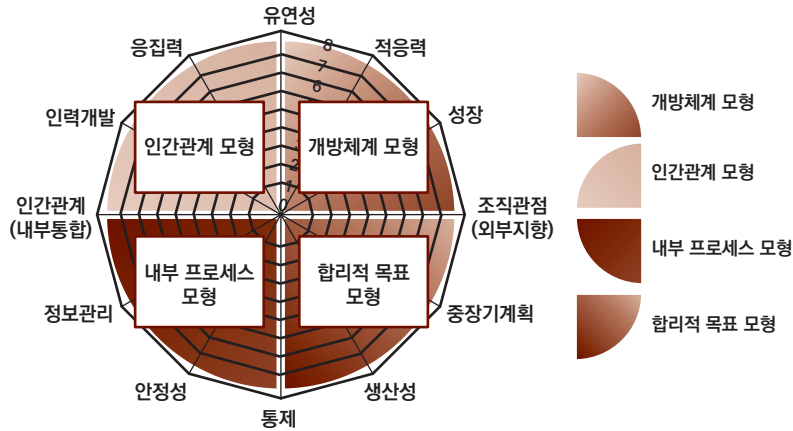 유연성
응집력
적응력
8
7
6
인력개발
성장
인간관계 모형
개방체계 모형
2
1
0
인간관계
(내부통합)
조직관점
(외부지향)
내부 프로세스
모형
합리적 목표
모형
정보관리
중장기계획
안정성
생산성
통제
개방체계 모형
인간관계 모형
내부 프로세스 모형
합리적 목표 모형